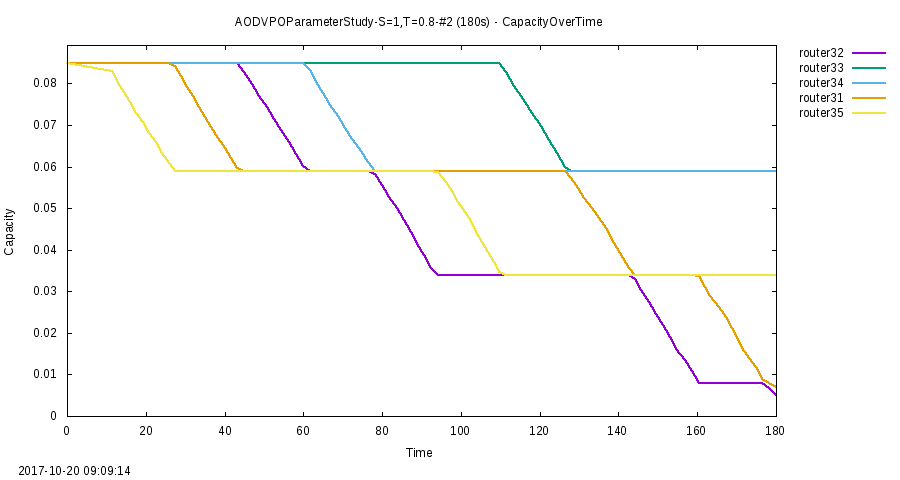 AODVPOParameterStudy-S=1,T=0.8-#2 (180s) - CapacityOverTime
router32
router33
router34
router31
router35
0.08
0.07
0.06
0.05
0.04
0.03
0.02
0.01
0
Capacity
0 20 40 60 80 100 120 140 160 180
Time
2017-10-20 09:09:14